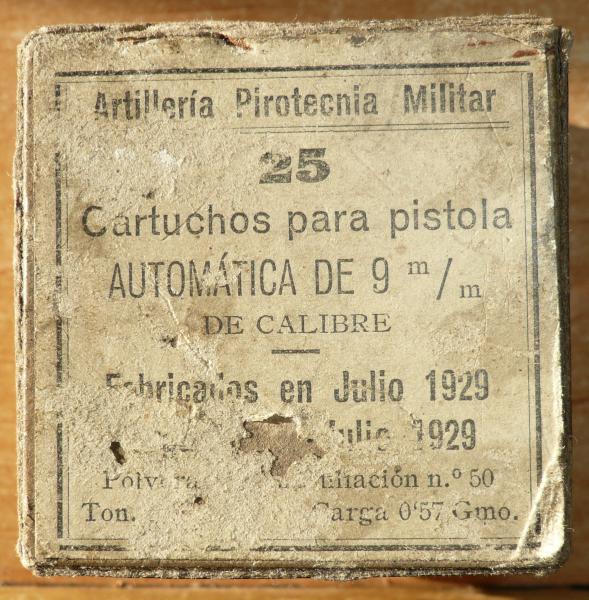 Artillería Pirotecnia Militar
25
Cartuchos para pistola
AUTOMÁTICA DE 9 m/m
DE CALIBRE
Fabricados en Julio 1929
Julio 1929
n.º 50
Ton. Carga 0'57 Gmo.